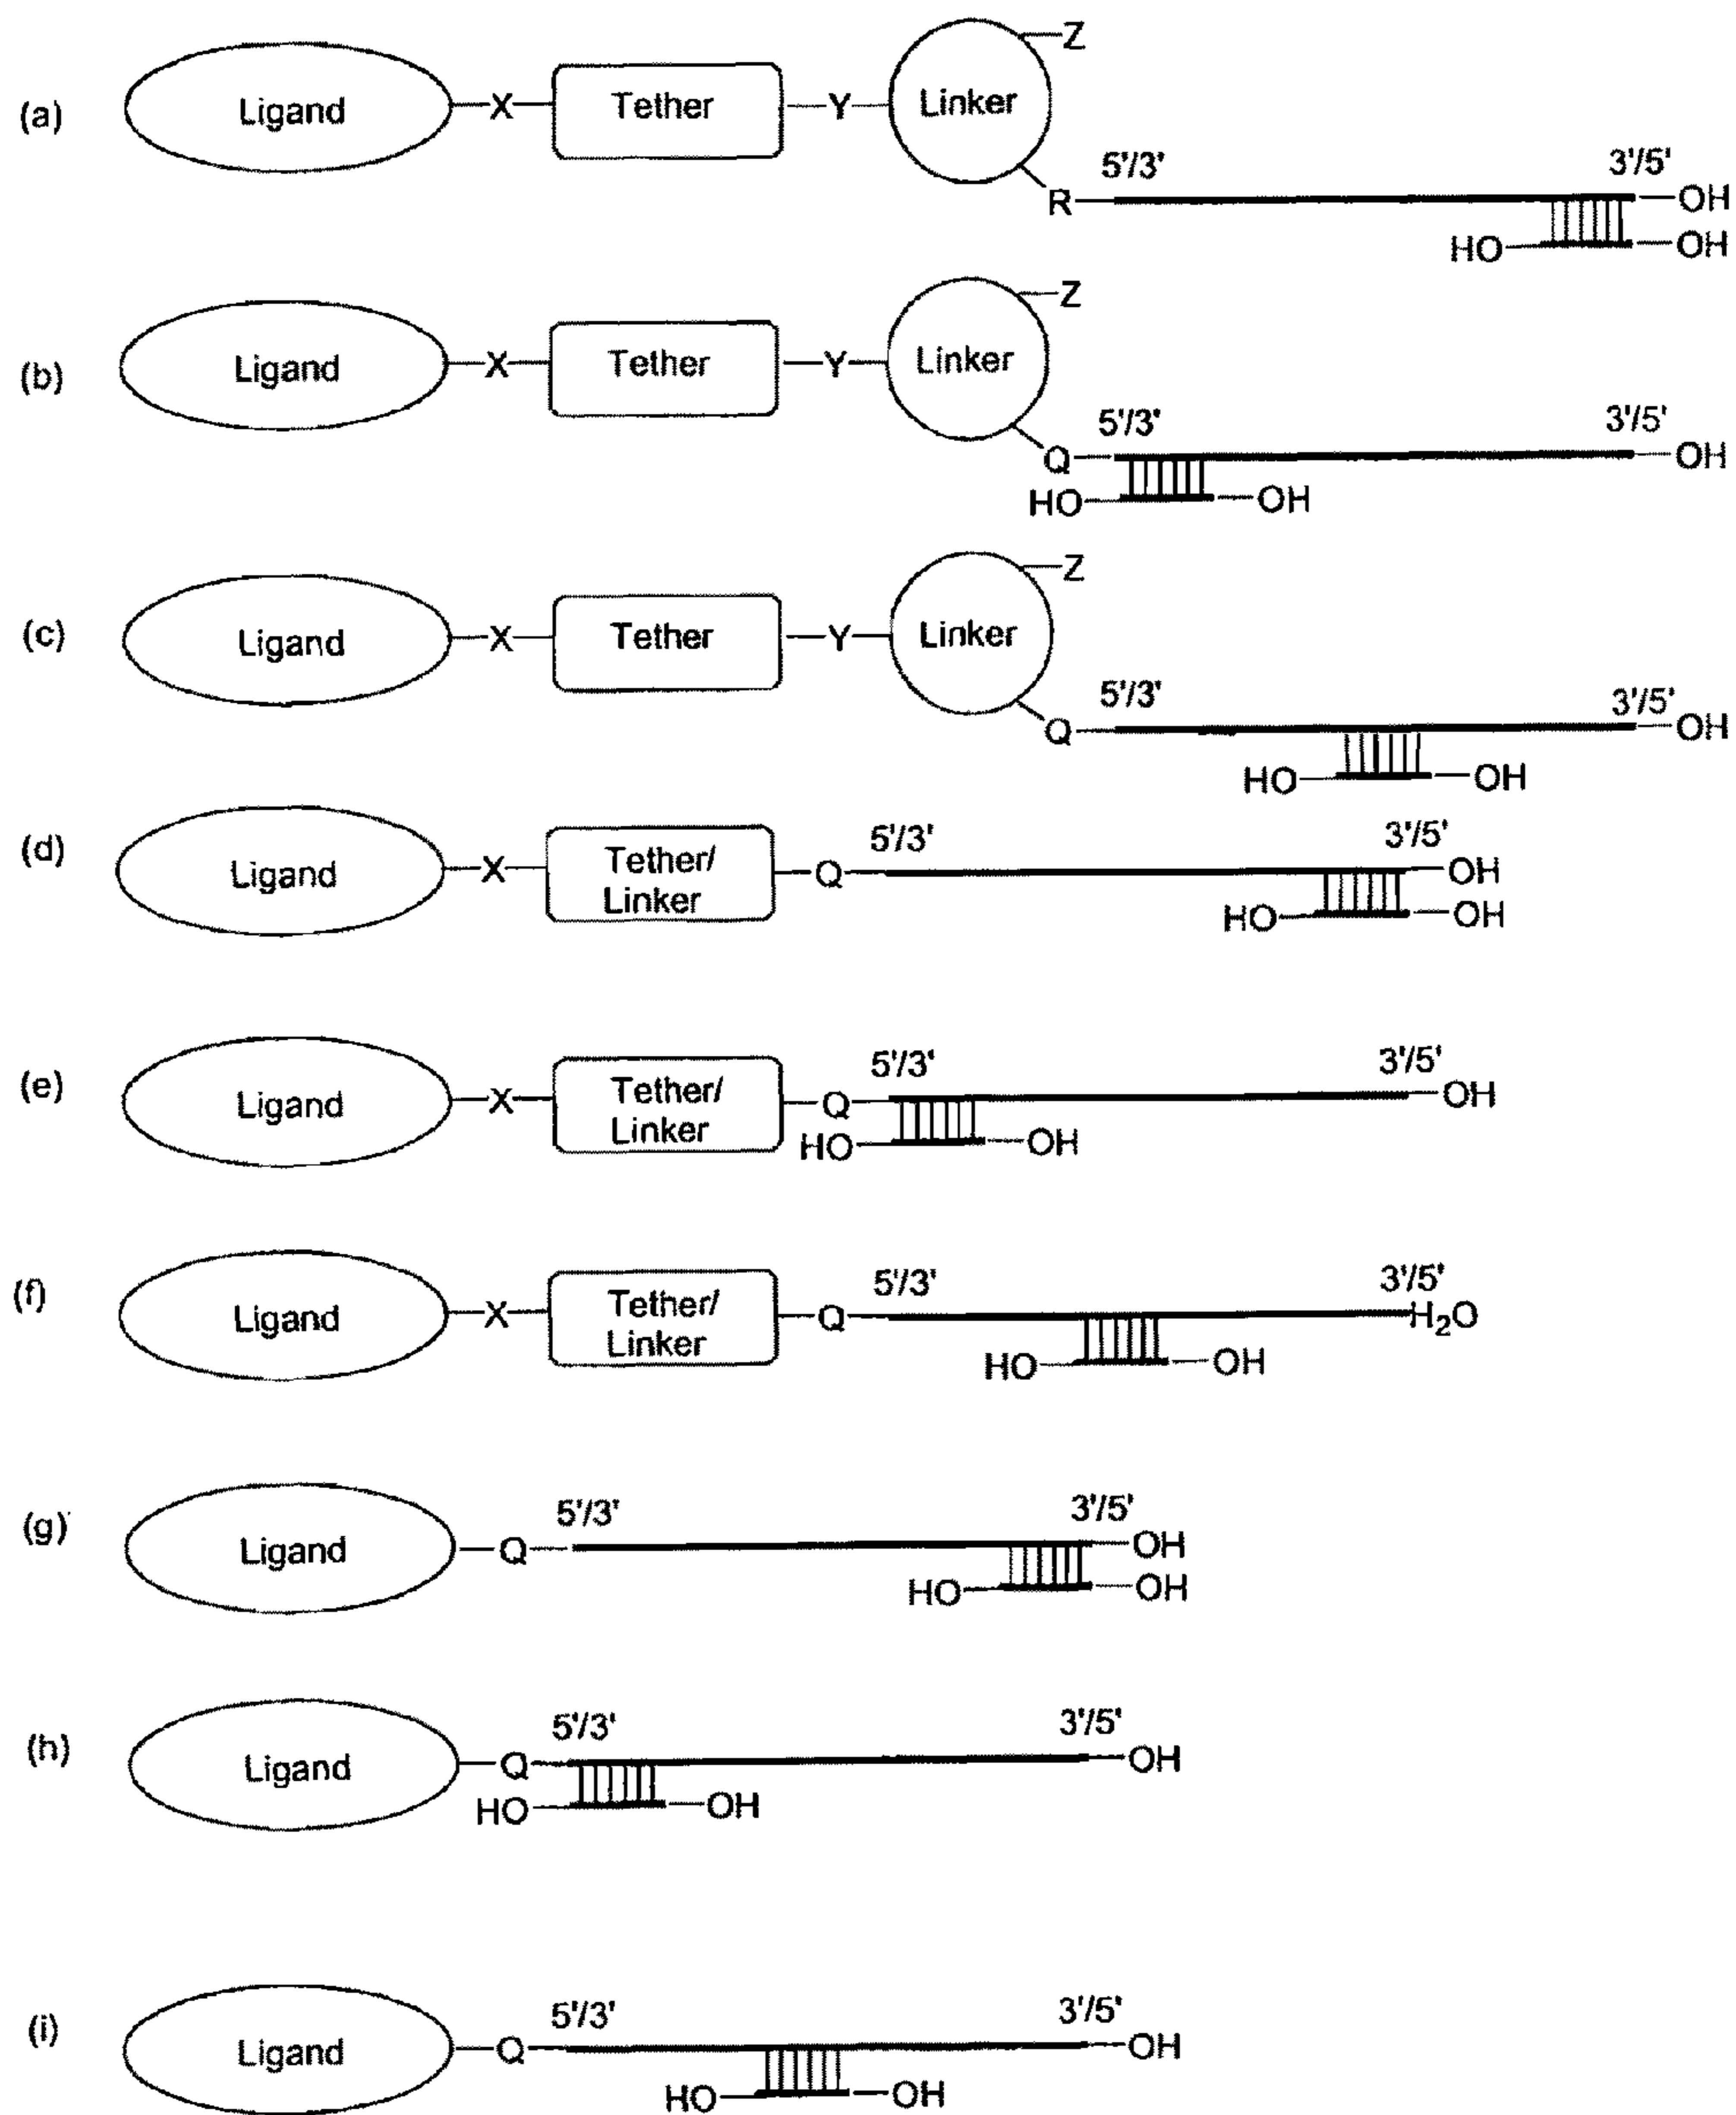 (a) Ligand X Tether Y Linker Z
R 5'/3' 3'/5' OH
HO OH
(b) Ligand X Tether Y Linker Z
Q 5'/3' 3'/5' OH
HO OH
(c) Ligand X Tether Y Linker Z
Q 5'/3' 3'/5' OH
HO OH
(d) Ligand X Tether/ Q 5'/3' 3'/5' OH
Linker HO OH
(e) Ligand X Tether/ Q 5'/3' 3'/5' OH
Linker HO OH
(f) Ligand X Tether/ Q 5'/3' 3'/5' H₂O
Linker HO OH
(g) Ligand Q 5'/3' 3'/5' OH
HO OH
(h) Ligand Q 5'/3' 3'/5' OH
HO OH
(i) Ligand Q 5'/3' 3'/5' OH
HO OH